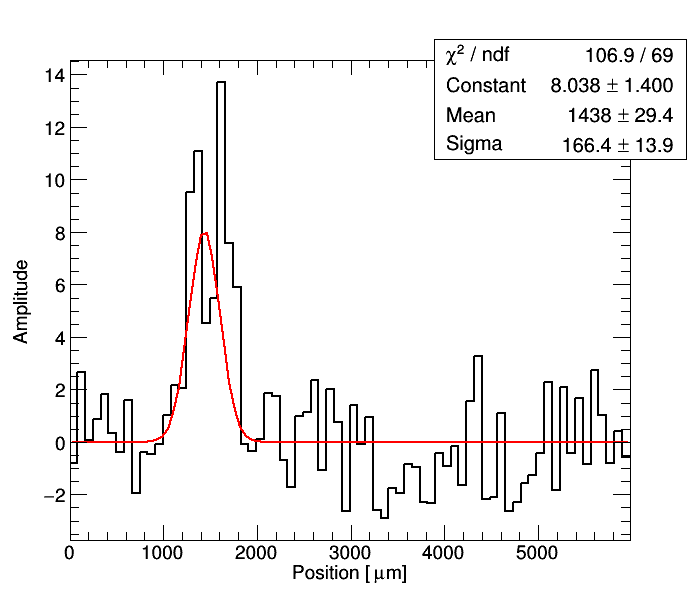 χ² / ndf 106.9 / 69
Constant 8.038 ± 1.400
Mean 1438 ± 29.4
Sigma 166.4 ± 13.9
14
12
10
8
6
4
2
0
−2
Amplitude
0 1000 2000 3000 4000 5000
Position [ μm]